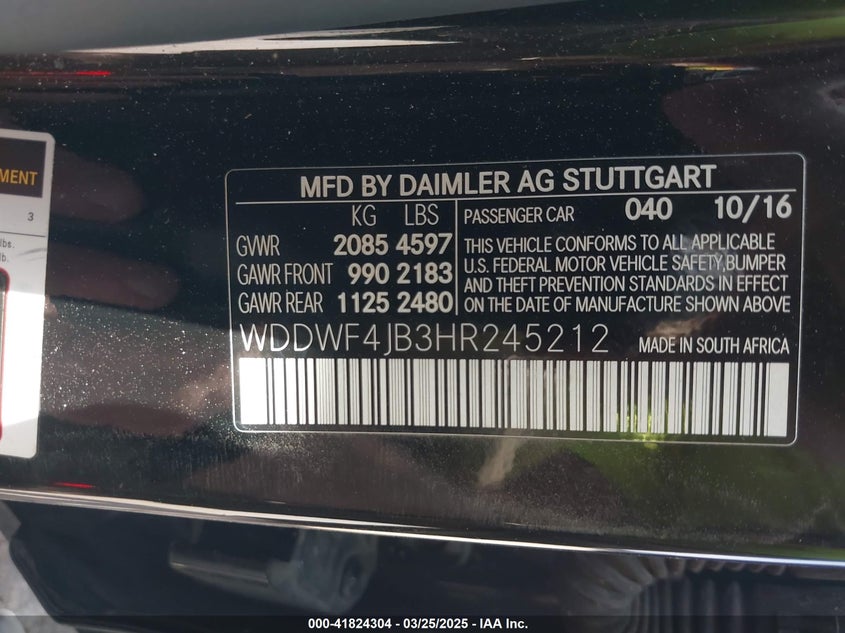 MENT
3
lbs.
lb.
MFD BY DAIMLER AG STUTTGART
KG LBS
GWWR 2085 4597
GAWR FRONT 990 2183
GAWR REAR 1125 2480
PASSENGER CAR 040 10/16
THIS VEHICLE CONFORMS TO ALL APPLICABLE
U.S. FEDERAL MOTOR VEHICLE SAFETY,BUMPER
AND THEFT PREVENTION STANDARDS IN EFFECT
ON THE DATE OF MANUFACTURE SHOWN ABOVE
WDDWF4JB3HR245212 MADE IN SOUTH AFRICA
000-41824304 - 03/25/2025 - IAA Inc.